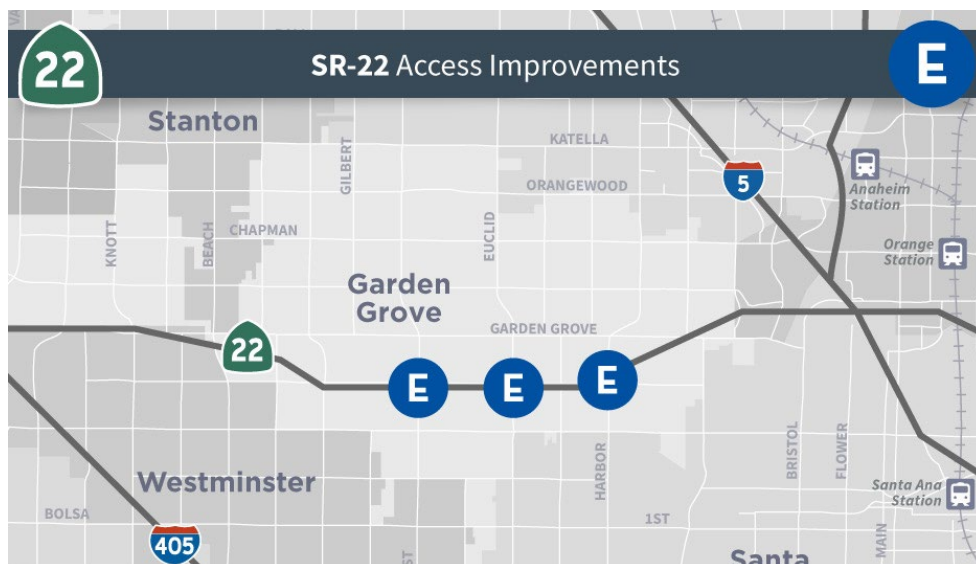 22
SR-22 Access Improvements
E
Stanton
KATELLA
GILBERT
ORANGEWOOD
5
Anaheim
Station
KNOTT
BEACH
CHAPMAN
EUCLID
Orange
Station
Garden
Grove
GARDEN GROVE
22
E
E
E
Westminster
HARBOR
BRISTOL
FLOWER
Santa Ana
Station
BOLSA
1ST
405
ST
MAIN
Santa